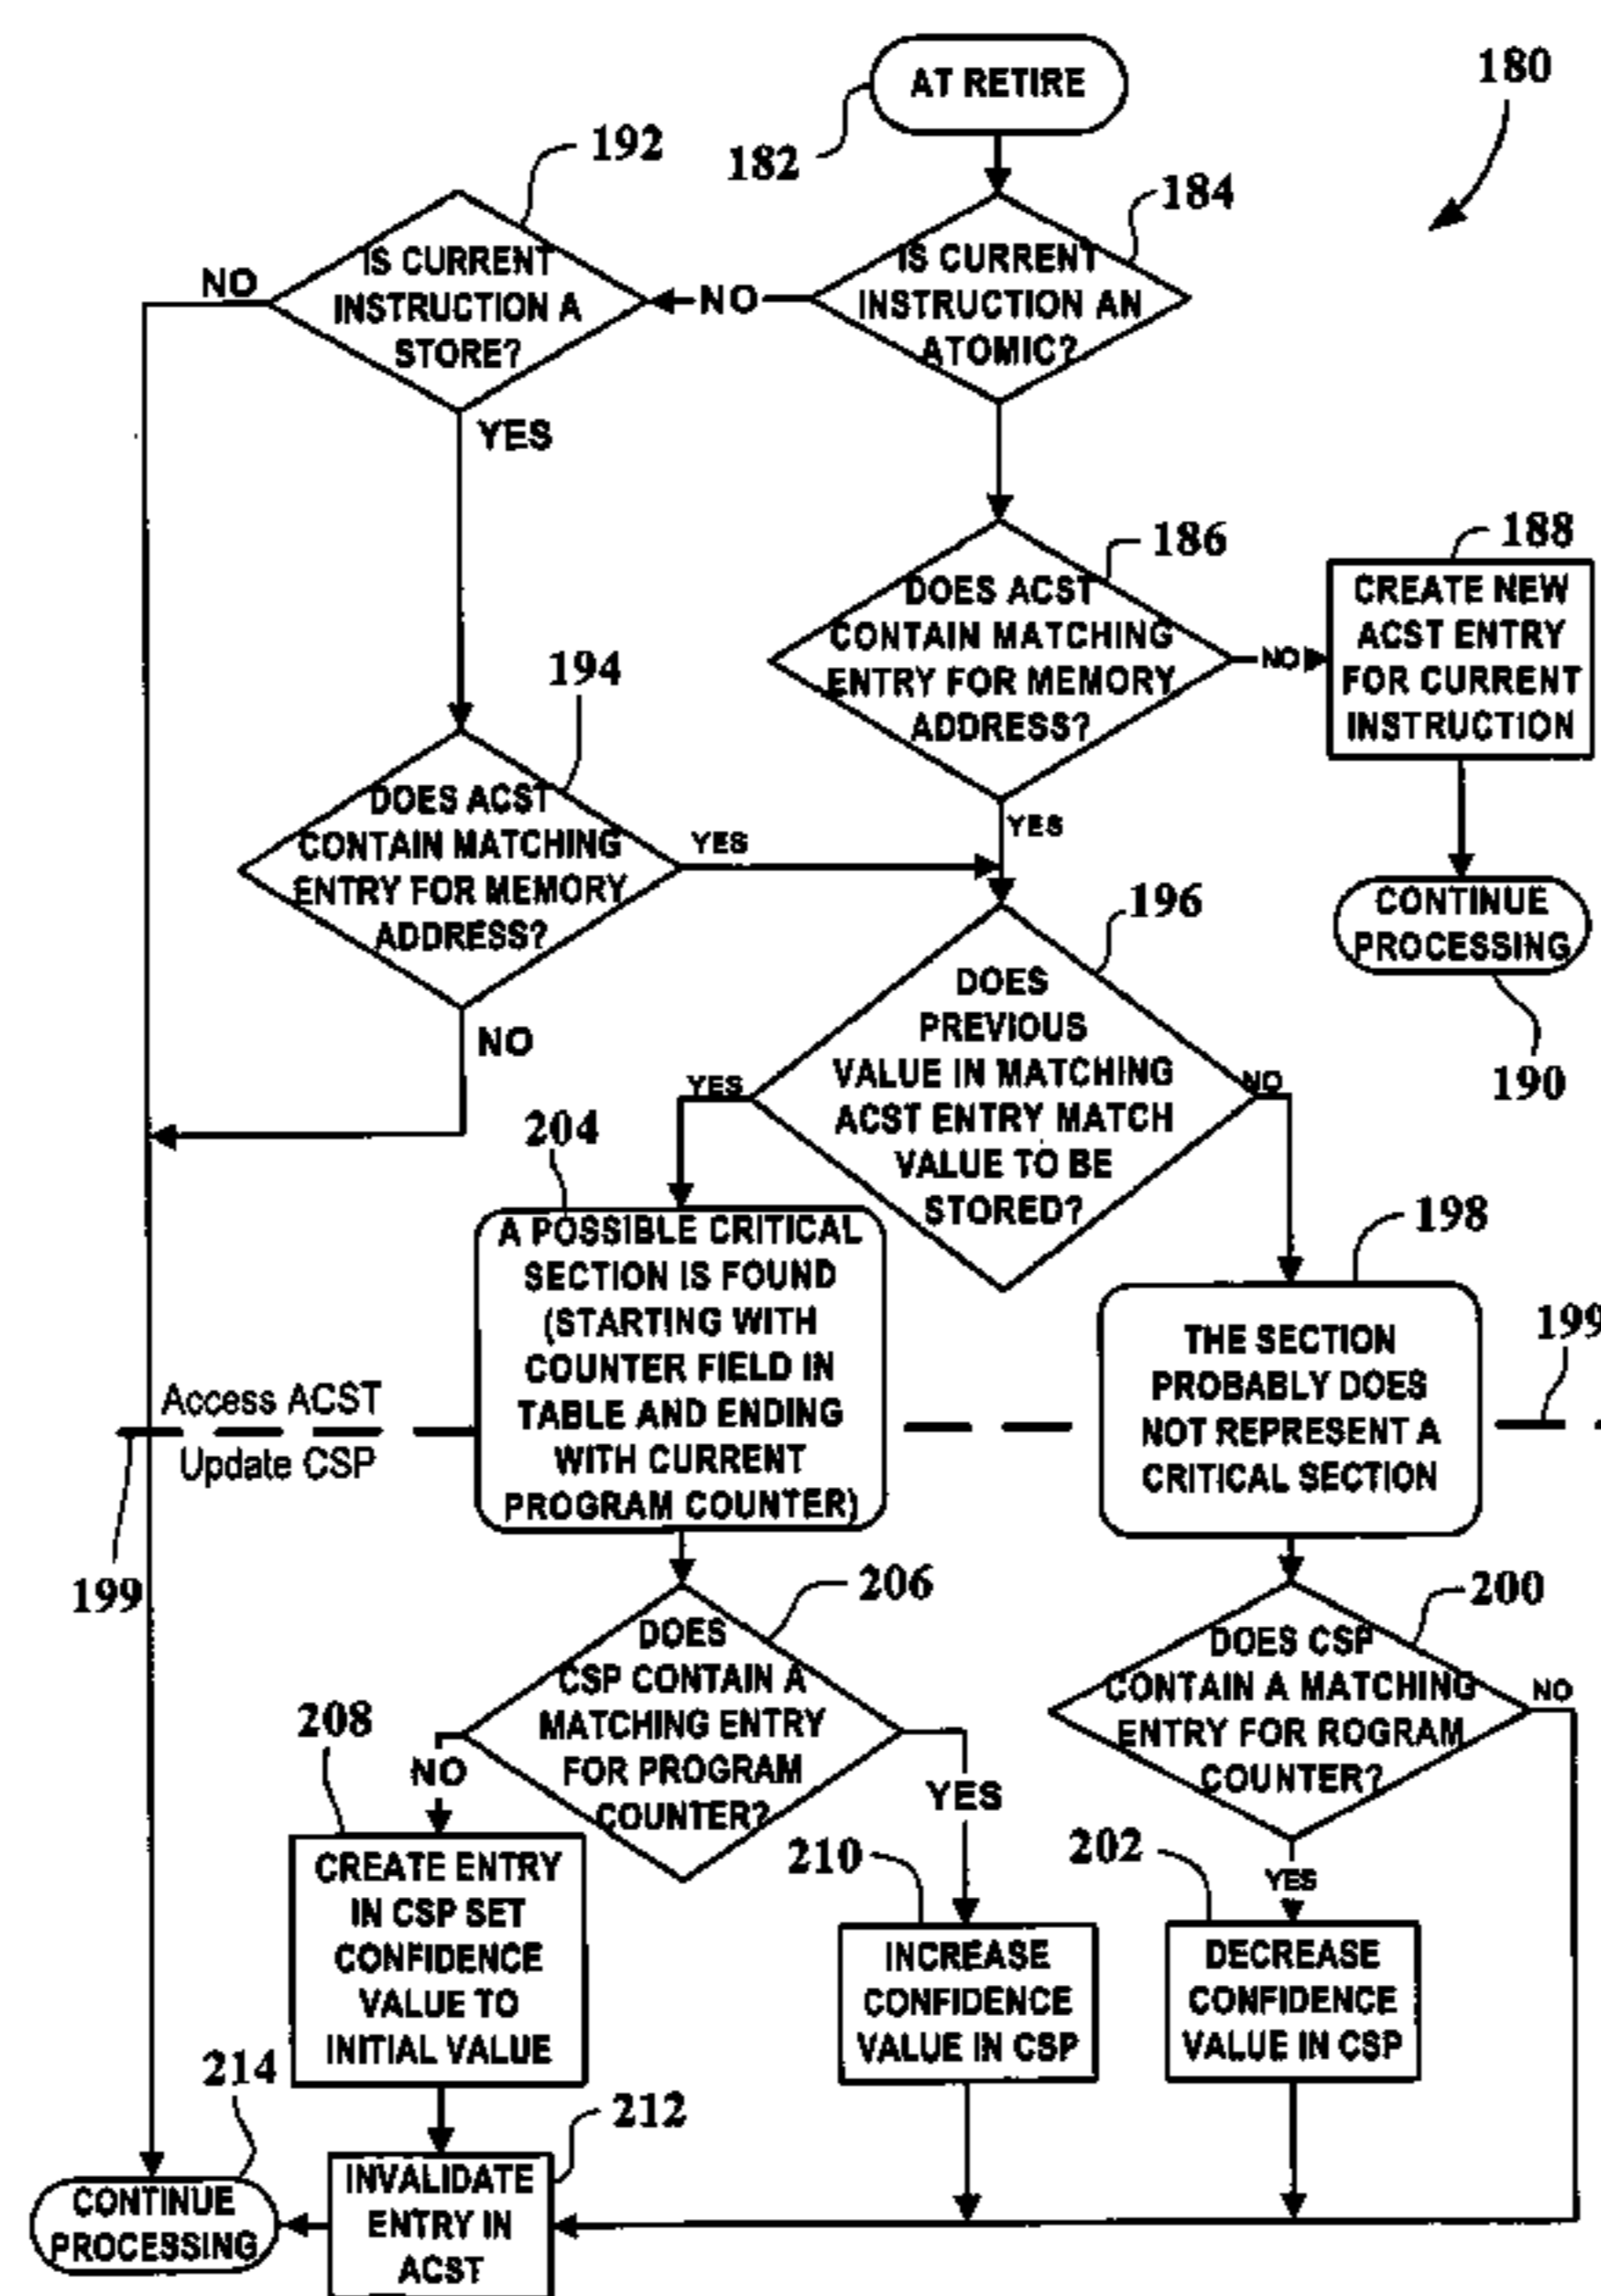 AT RETIRE
180
182
192
184
IS CURRENT
INSTRUCTION A
STORE?
NO
NO
IS CURRENT
INSTRUCTION AN
ATOMIC?
YES
186
188
DOES ACST
CONTAIN MATCHING
ENTRY FOR MEMORY
ADDRESS?
NO
CREATE NEW
ACST ENTRY
FOR CURRENT
INSTRUCTION
194
DOES ACST
CONTAIN MATCHING
ENTRY FOR MEMORY
ADDRESS?
YES
YES
196
CONTINUE
PROCESSING
190
NO
DOES
PREVIOUS
VALUE IN MATCHING
ACST ENTRY MATCH
VALUE TO BE
STORED?
YES
NO
204
A POSSIBLE CRITICAL
SECTION IS FOUND
(STARTING WITH
COUNTER FIELD IN
TABLE AND ENDING
WITH CURRENT
PROGRAM COUNTER)
198
THE SECTION
PROBABLY DOES
NOT REPRESENT A
CRITICAL SECTION
199
Access ACST
Update CSP
199
206
DOES
CSP CONTAIN A
MATCHING ENTRY
FOR PROGRAM
COUNTER?
200
DOES CSP
CONTAIN A MATCHING
ENTRY FOR ROGRAM
COUNTER?
NO
208
NO
YES
YES
CREATE ENTRY
IN CSP SET
CONFIDENCE
VALUE TO
INITIAL VALUE
210
INCREASE
CONFIDENCE
VALUE IN CSP
202
DECREASE
CONFIDENCE
VALUE IN CSP
214
212
CONTINUE
PROCESSING
INVALIDATE
ENTRY IN
ACST